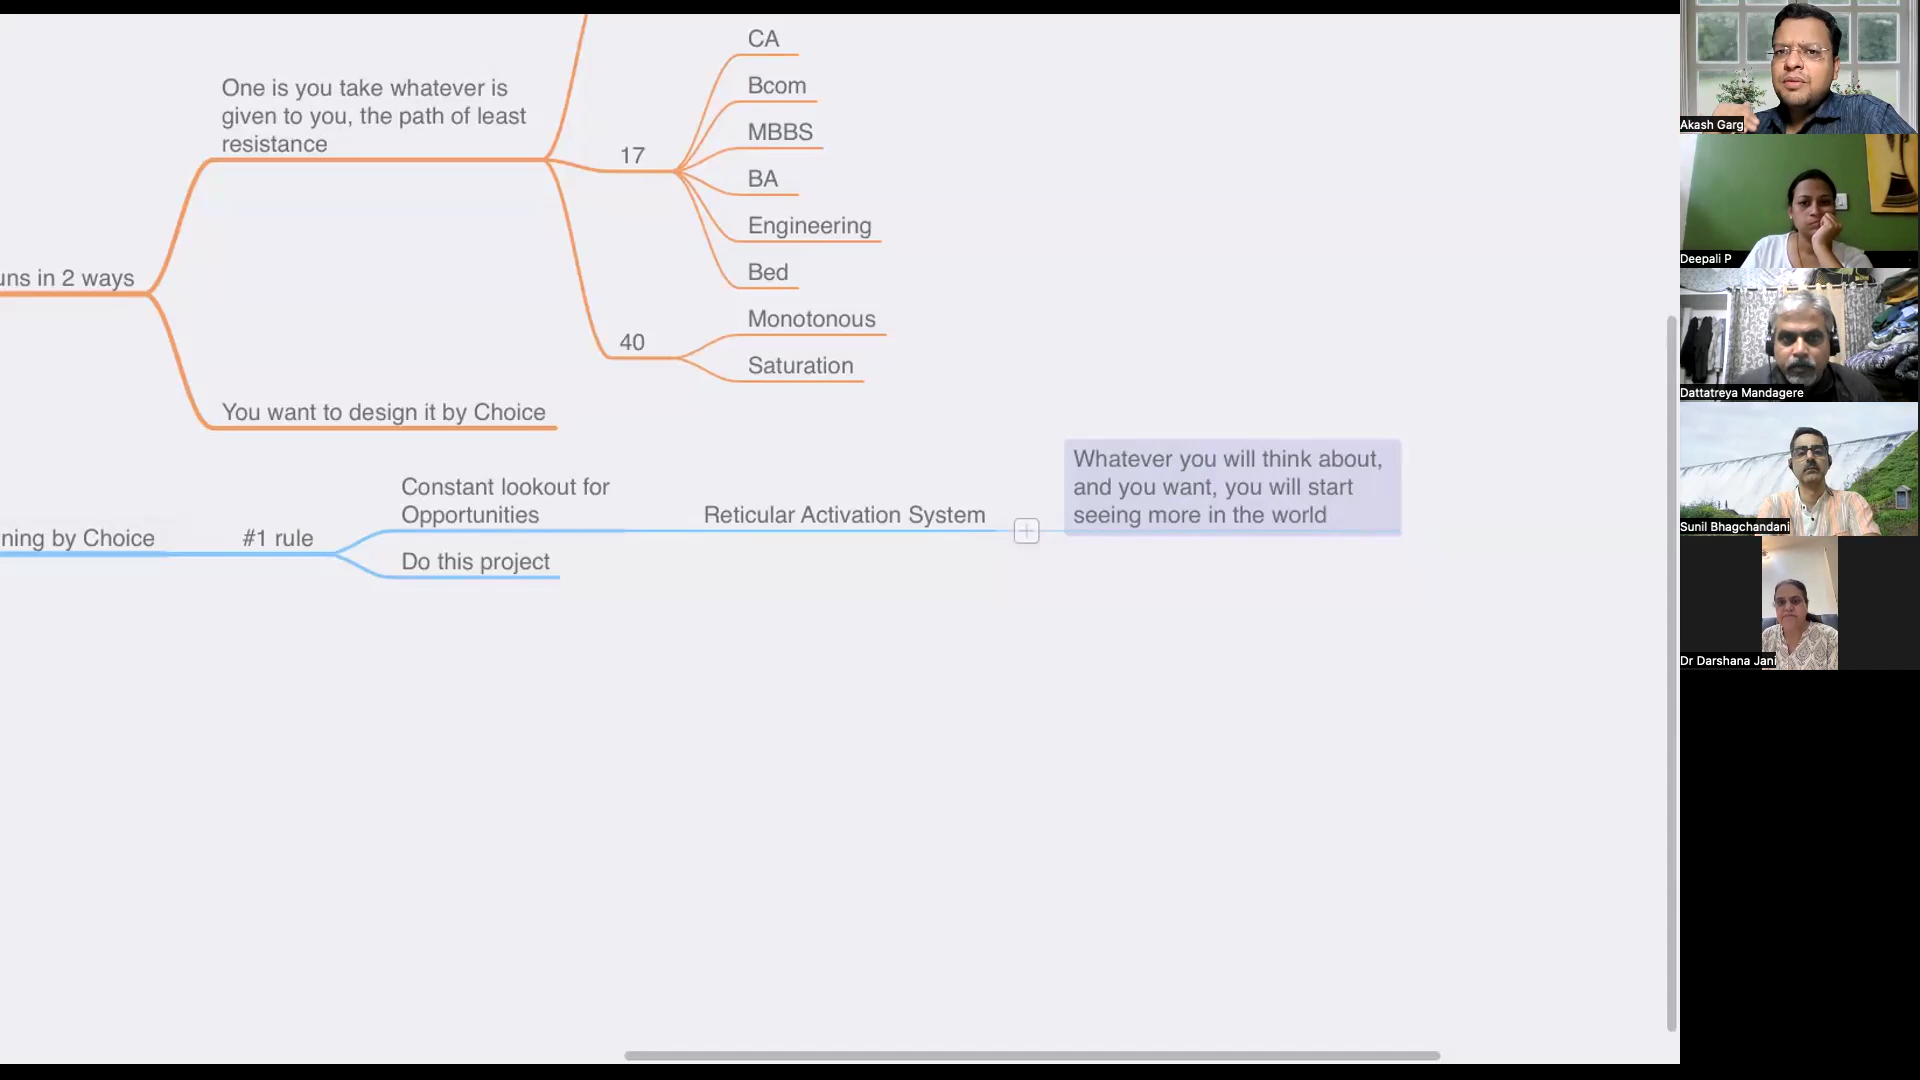 CA
One is you take whatever is
given to you, the path of least
resistance
Bcom
MBBS
17
BA
Engineering
Bed
uns in 2 ways
Monotonous
40
Saturation
You want to design it by Choice
Whatever you will think about,
and you want, you will start
seeing more in the world
Constant lookout for
Opportunities
Reticular Activation System
ning by Choice
#1 rule
Do this project
Akash Garg
Deepali P
Dattatreya Mandagere
Sunil Bhagchandani
Dr Darshana Jani